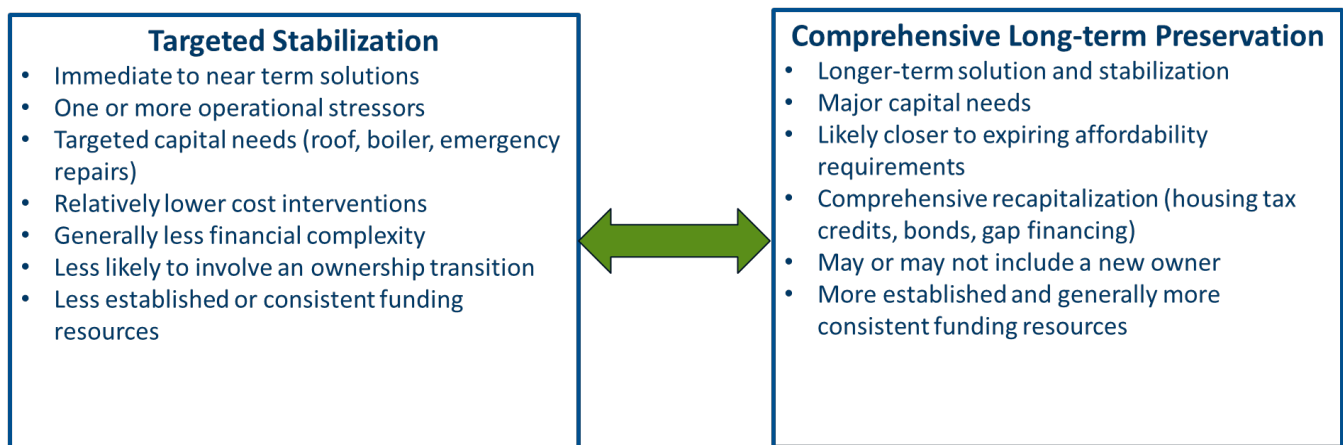 Targeted Stabilization
• Immediate to near term solutions
• One or more operational stressors
• Targeted capital needs (roof, boiler, emergency
repairs)
• Relatively lower cost interventions
• Generally less financial complexity
• Less likely to involve an ownership transition
• Less established or consistent funding
resources
Comprehensive Long-term Preservation
• Longer-term solution and stabilization
• Major capital needs
• Likely closer to expiring affordability
requirements
• Comprehensive recapitalization (housing tax
credits, bonds, gap financing)
• May or may not include a new owner
• More established and generally more
consistent funding resources